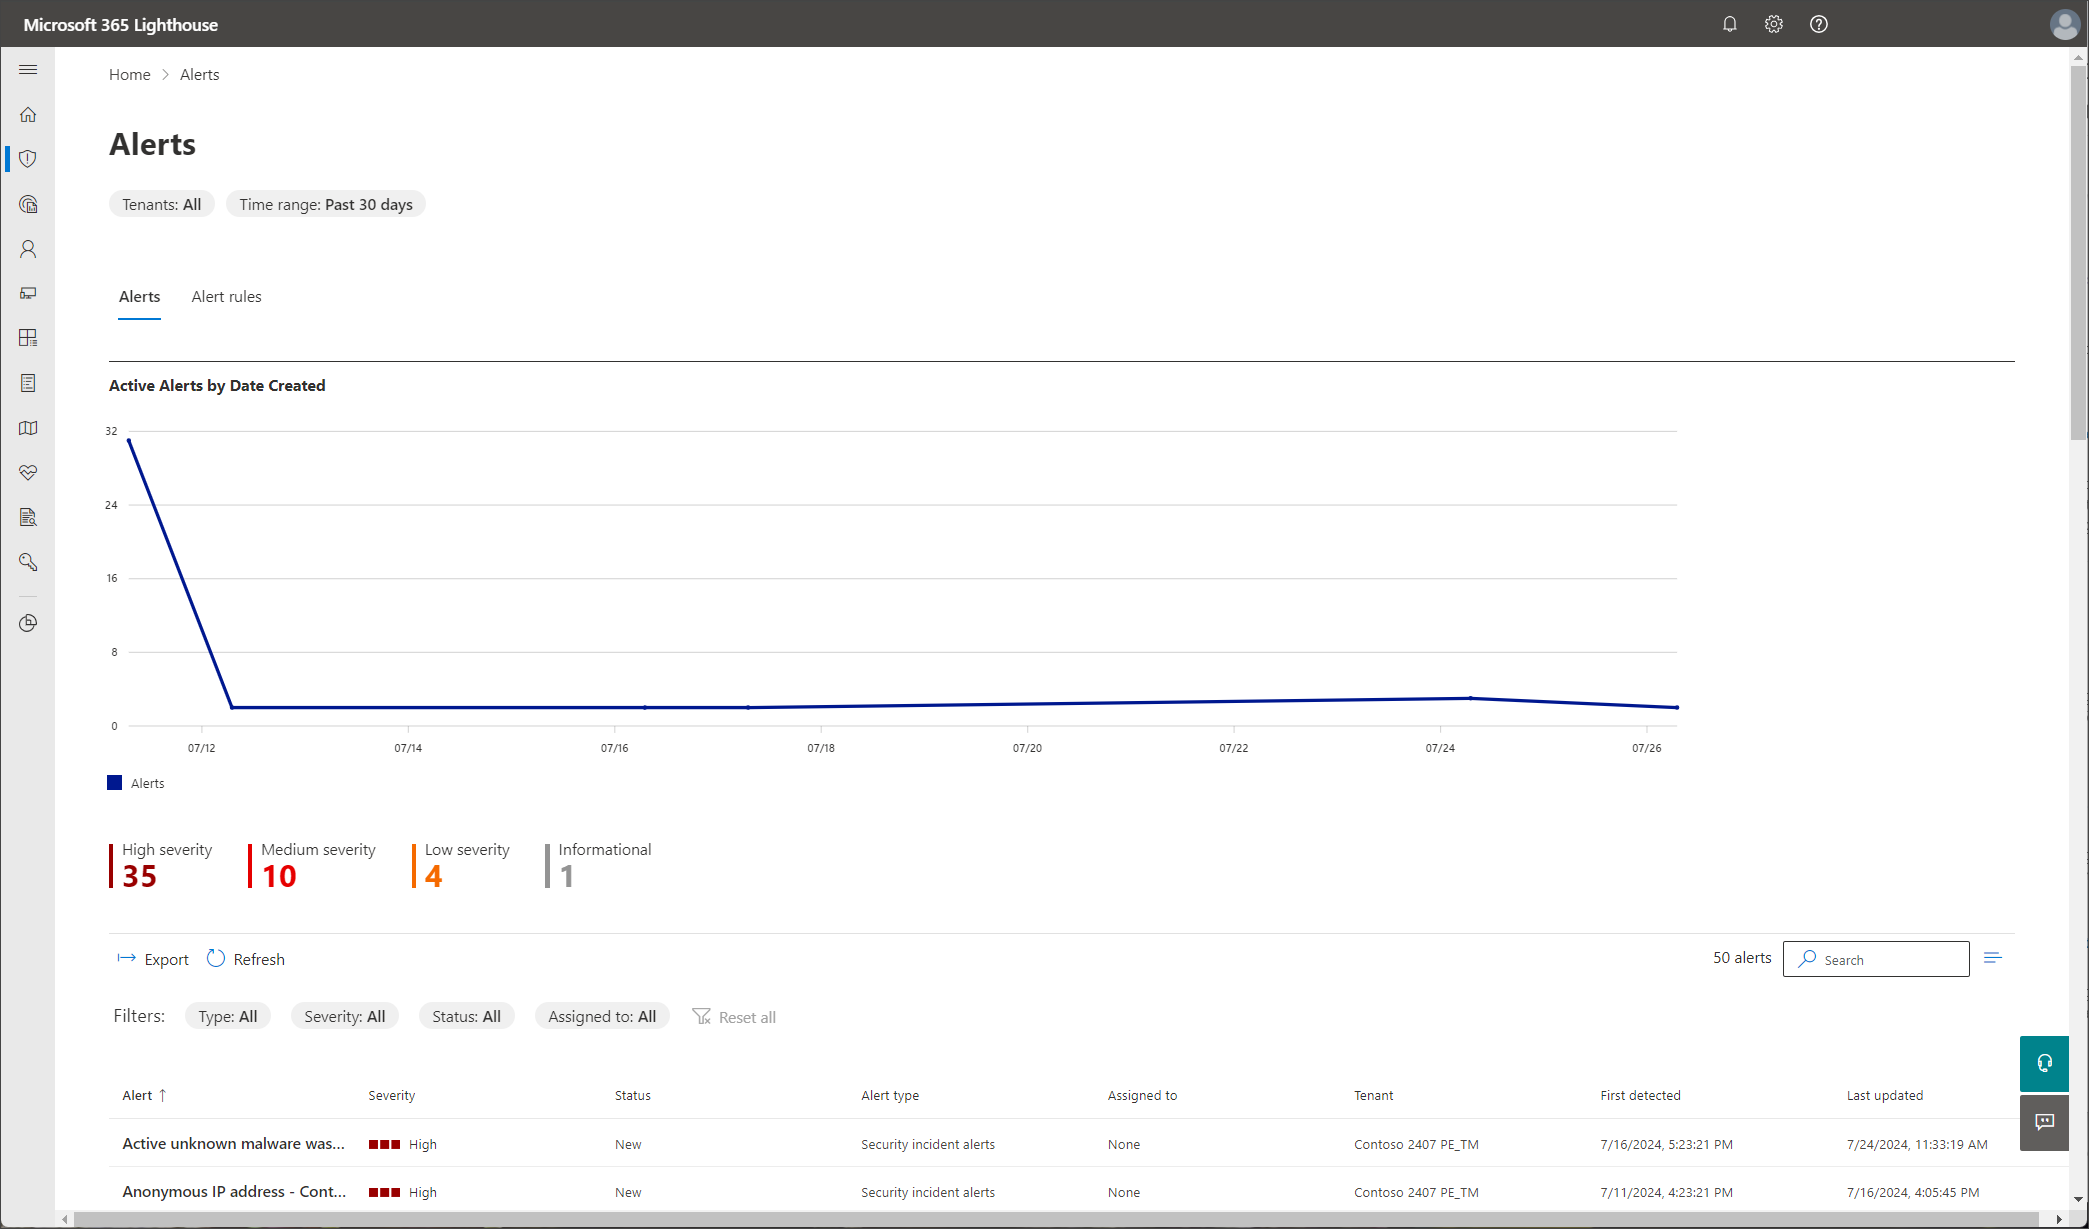 Microsoft 365 Lighthouse
Home > Alerts
Alerts
Tenants: All Time range: Past 30 days
Alerts Alert rules
Active Alerts by Date Created
32
24
16
8
0
07/12 07/14 07/16 07/18 07/20 07/22 07/24 07/26
Alerts
High severity Medium severity Low severity Informational
35 10 4 1
Export Refresh 50 alerts Search
Filters: Type: All Severity: All Status: All Assigned to: All Reset all
Alert ↑ Severity Status Alert type Assigned to Tenant First detected Last updated
Active unknown malware was... High New Security incident alerts None Contoso 2407 PE_TM 7/16/2024, 5:23:21 PM 7/24/2024, 11:33:19 AM
Anonymous IP address - Cont... High New Security incident alerts None Contoso 2407 PE_TM 7/11/2024, 4:23:21 PM 7/16/2024, 4:05:45 PM